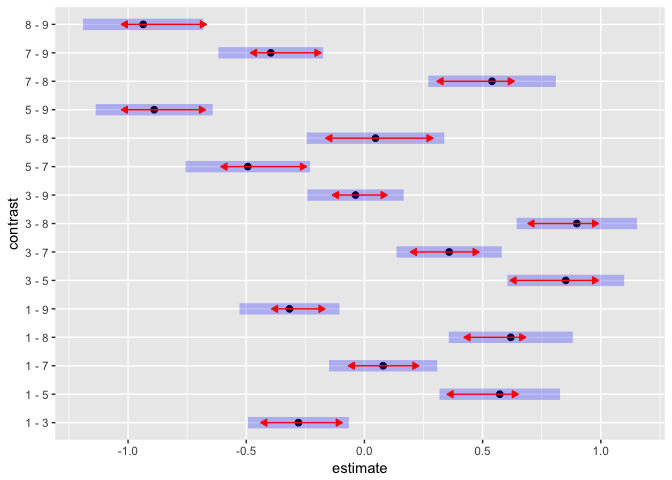 8 - 9
7 - 9
7 - 8
5 - 9
5 - 8
5 - 7
3 - 9
3 - 8
3 - 7
3 - 5
1 - 9
1 - 8
1 - 7
1 - 5
1 - 3
contrast
-1.0 -0.5 0.0 0.5 1.0
estimate